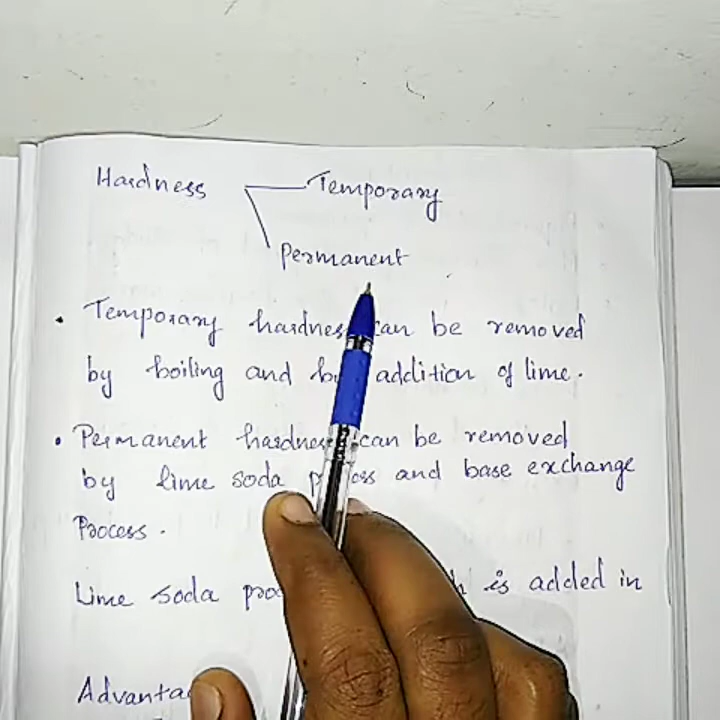 Hardness Temporary
Permanent
• Temporary hardness can be removed
by boiling and by addition of lime.
• Permanent hardness can be removed
by lime soda process and base exchange
Process.
Lime soda is added in